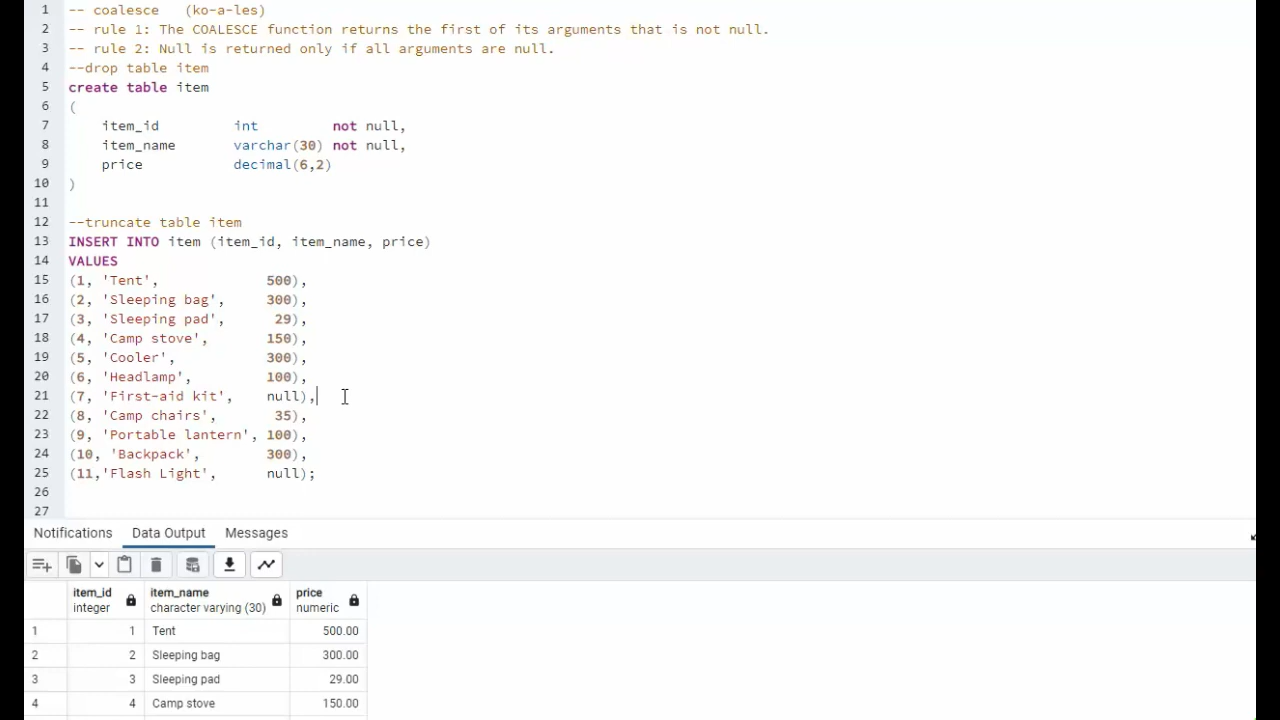 1 -- coalesce (ko-a-les)
2 -- rule 1: The COALESCE function returns the first of its arguments that is not null.
3 -- rule 2: Null is returned only if all arguments are null.
4 --drop table item
5 create table item
6 (
7 item_id int not null,
8 item_name varchar(30) not null,
9 price decimal(6,2)
10 )
11
12 --truncate table item
13 INSERT INTO item (item_id, item_name, price)
14 VALUES
15 (1, 'Tent', 500),
16 (2, 'Sleeping bag', 300),
17 (3, 'Sleeping pad', 29),
18 (4, 'Camp stove', 150),
19 (5, 'Cooler', 300),
20 (6, 'Headlamp', 100),
21 (7, 'First-aid kit', null),
22 (8, 'Camp chairs', 35),
23 (9, 'Portable lantern', 100),
24 (10, 'Backpack', 300),
25 (11,'Flash Light', null);
26
27
Notifications Data Output Messages
item_id item_name price
integer character varying (30) numeric
1 1 Tent 500.00
2 2 Sleeping bag 300.00
3 3 Sleeping pad 29.00
4 4 Camp stove 150.00